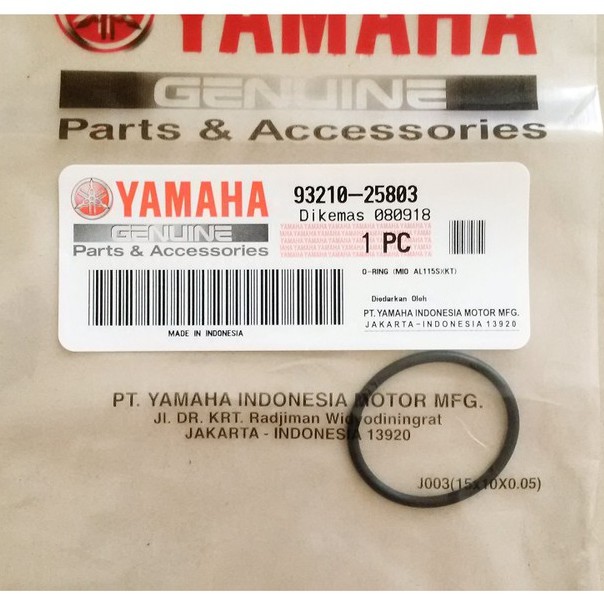 YAMAHA
GENUINE
Parts & Accessories
YAMAHA
GENUINE
Parts & Accessories
93210-25803
Dikemas 080918
1 PC
O-RING (MIO AL115S)(KT)
Diedarkan Oleh
PT. YAMAHA INDONESIA MOTOR MFG.
JAKARTA-INDONESIA 13920
MADE IN INDONESIA
PT. YAMAHA INDONESIA MOTOR MFG.
Jl. DR. KRT. Radjiman Widyodiningrat
JAKARTA - INDONESIA 13920
J003(15x10X0.05)